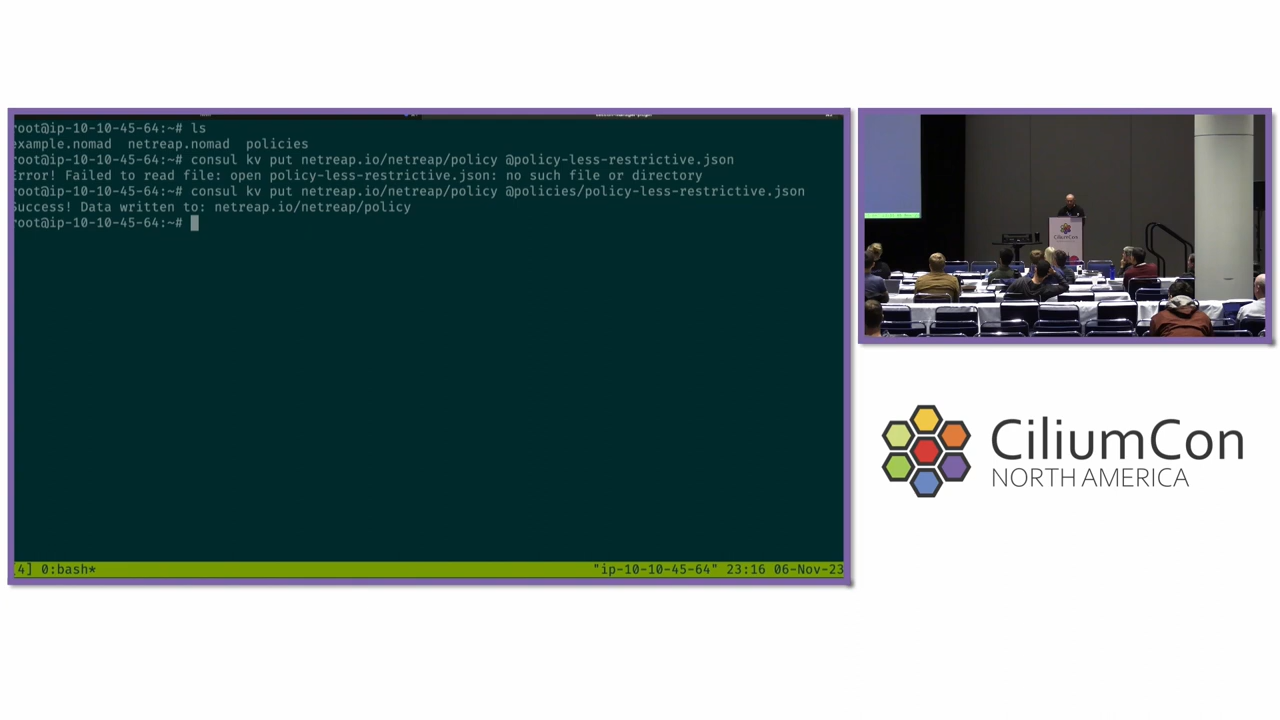 root@ip-10-10-45-64:~# ls
example.nomad  netreap.nomad  policies
root@ip-10-10-45-64:~# consul kv put netreap.io/netreap/policy @policy-less-restrictive.json
Error! Failed to read file: open policy-less-restrictive.json: no such file or directory
root@ip-10-10-45-64:~# consul kv put netreap.io/netreap/policy @policies/policy-less-restrictive.json
Success! Data written to: netreap.io/netreap/policy
root@ip-10-10-45-64:~#
[4] 0:bash* "ip-10-10-45-64" 23:16 06-Nov-23
CiliumCon
CiliumCon
NORTH AMERICA